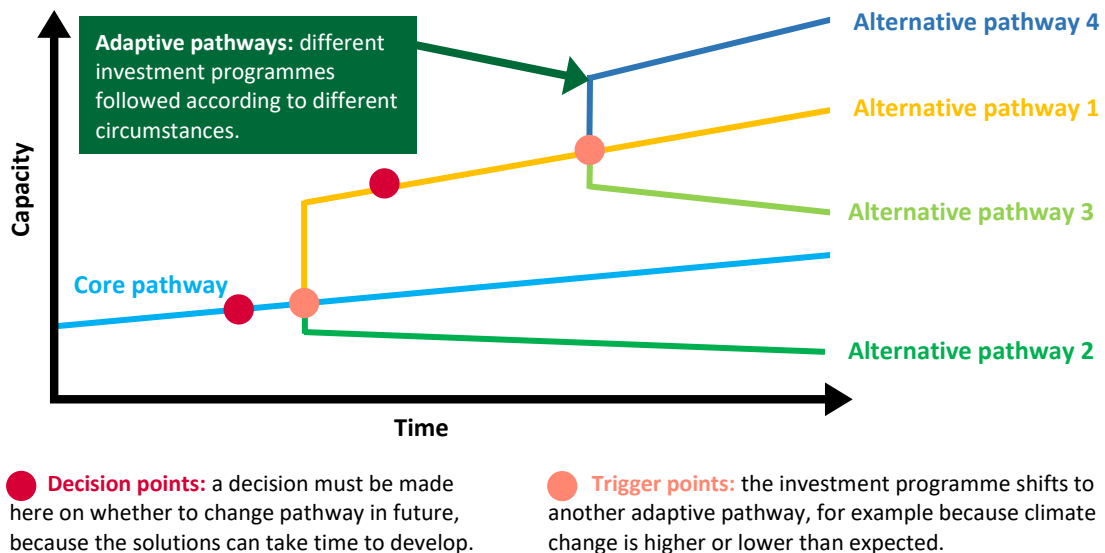 Adaptive pathways: different
investment programmes
followed according to different
circumstances.
Alternative pathway 4
Alternative pathway 1
Alternative pathway 3
Alternative pathway 2
Core pathway
Capacity
Time
Decision points: a decision must be made
here on whether to change pathway in future,
because the solutions can take time to develop.
Trigger points: the investment programme shifts to
another adaptive pathway, for example because climate
change is higher or lower than expected.